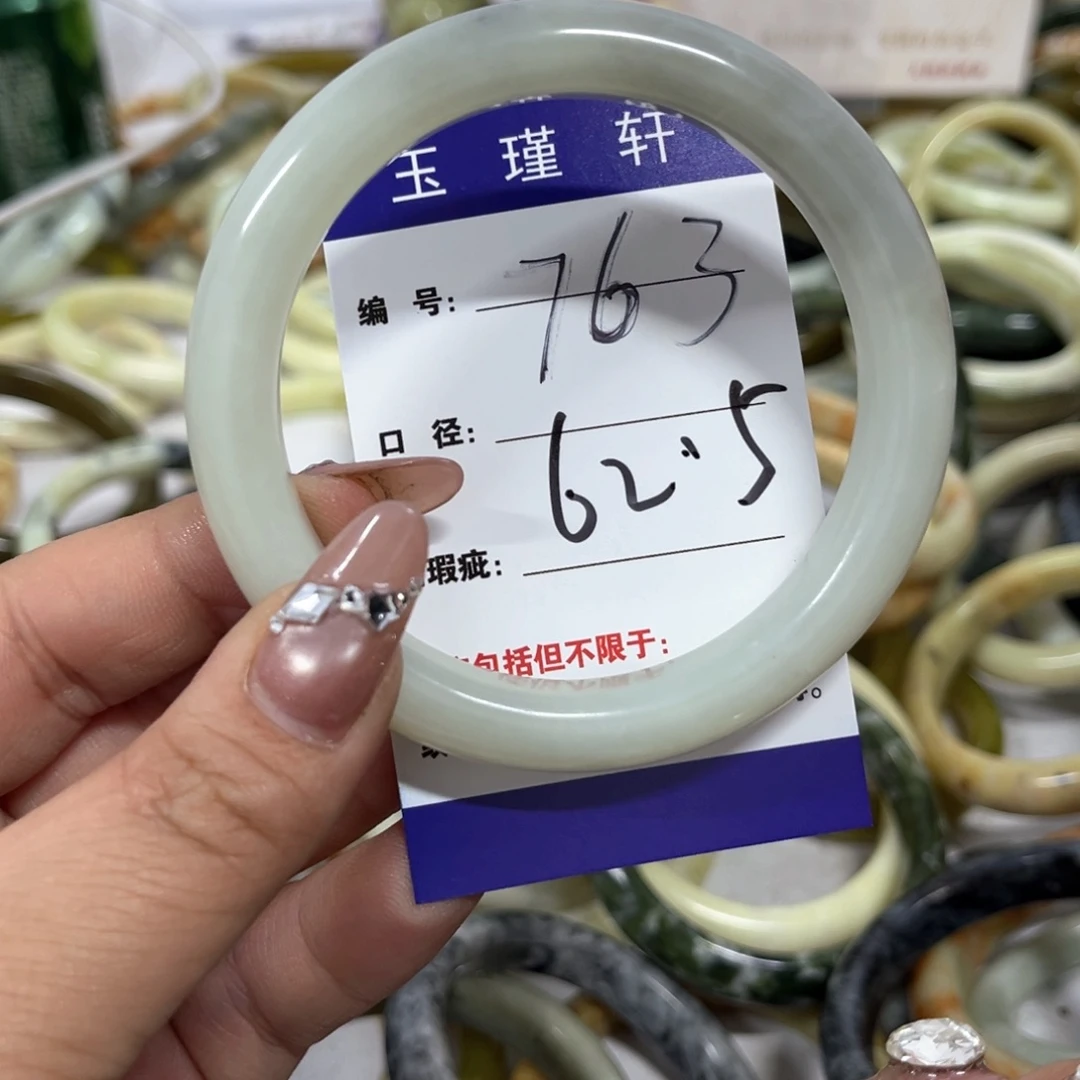 玉瑾轩
编号: 763
口径: 62.5
瑕疵:
包括但不限于: